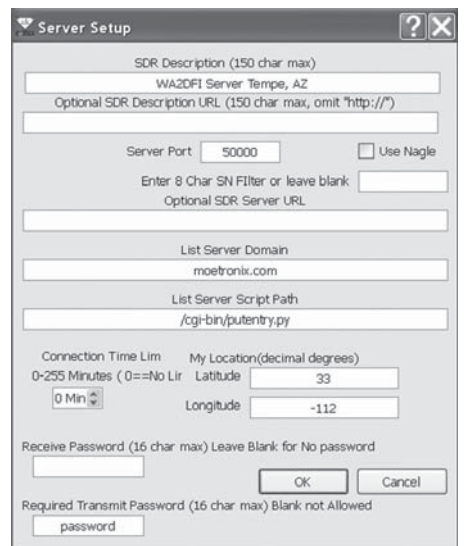 Server Setup
SDR Description (150 char max)
WA2DFI Server Tempe, AZ
Optional SDR Description URL (150 char max, omit "http://")
Server Port 50000 Use Nagle
Enter 8 Char SN FIlter or leave blank
Optional SDR Server URL
List Server Domain
moetronix.com
List Server Script Path
/cgi-bin/putentry.py
Connection Time Lim My Location(decimal degrees)
0-255 Minutes ( 0==No Lir Latitude 33
0 Min Longitude -112
Receive Password (16 char max) Leave Blank for No password
OK Cancel
Required Transmit Password (16 char max) Blank not Allowed
password